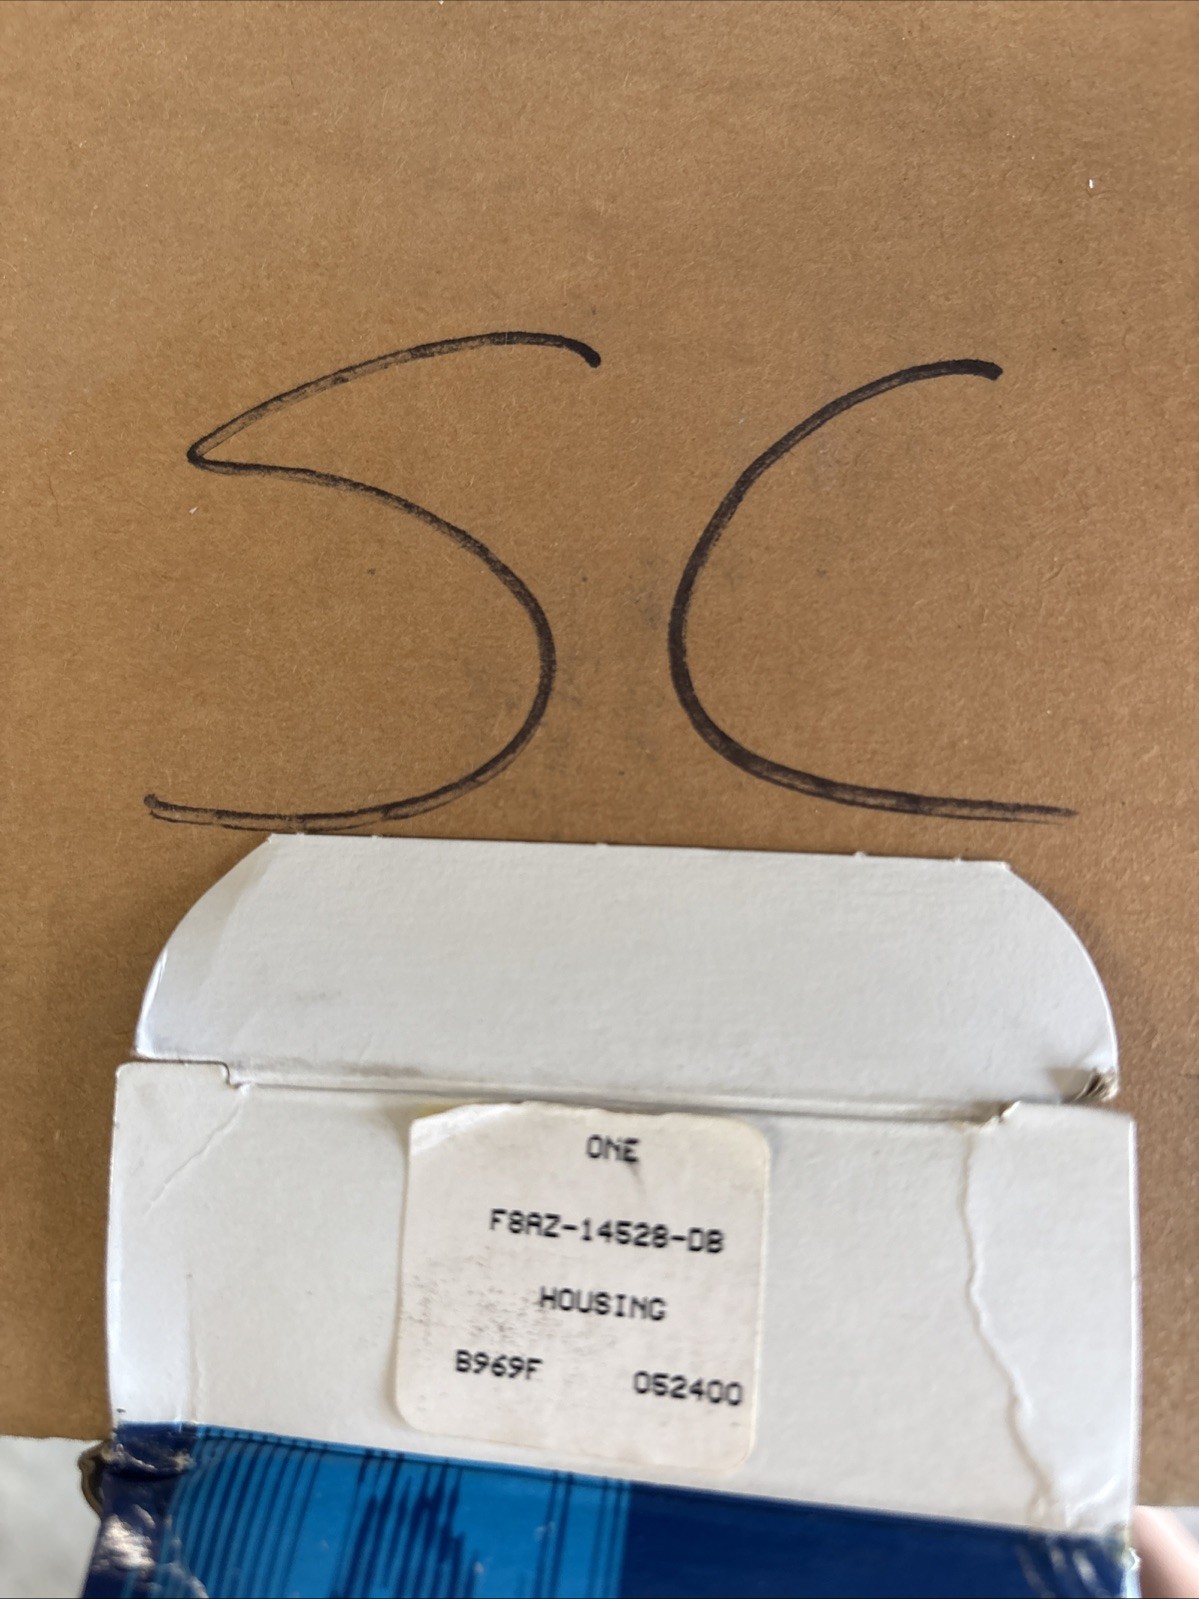 SC
ONE
F8AZ-14528-DB
HOUSING
B969F 052400